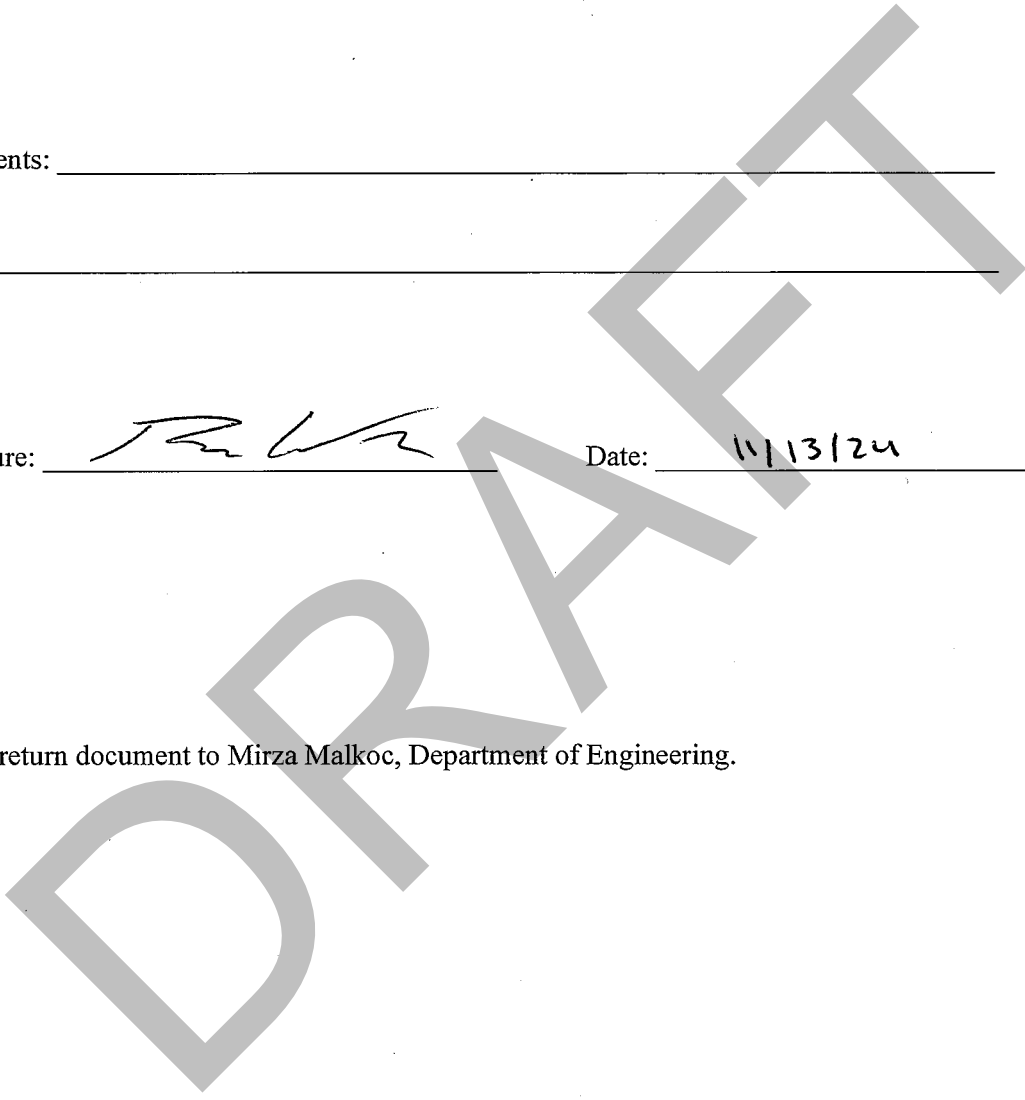 ents:
ure: Date: 11/13/24
return document to Mirza Malkoc, Department of Engineering.
DRAFT